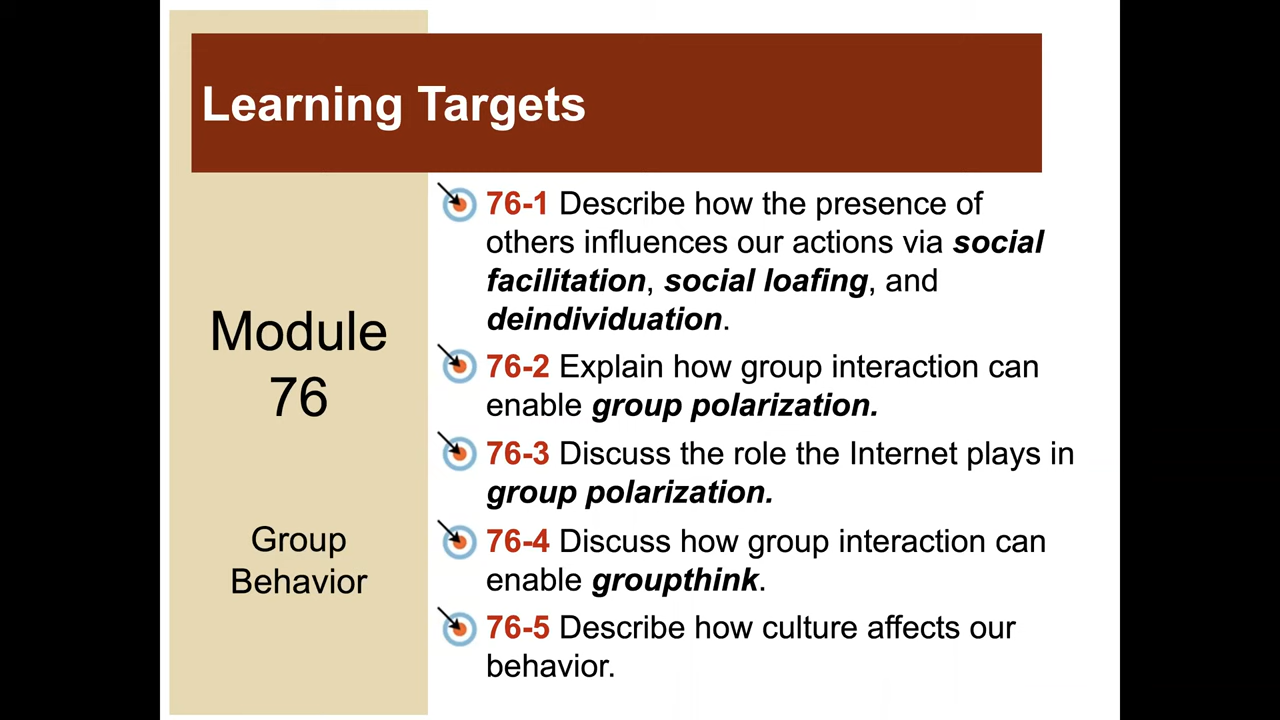 Learning Targets
Module
76
Group
Behavior
76-1 Describe how the presence of
others influences our actions via social
facilitation, social loafing, and
deindividuation.
76-2 Explain how group interaction can
enable group polarization.
76-3 Discuss the role the Internet plays in
group polarization.
76-4 Discuss how group interaction can
enable groupthink.
76-5 Describe how culture affects our
behavior.